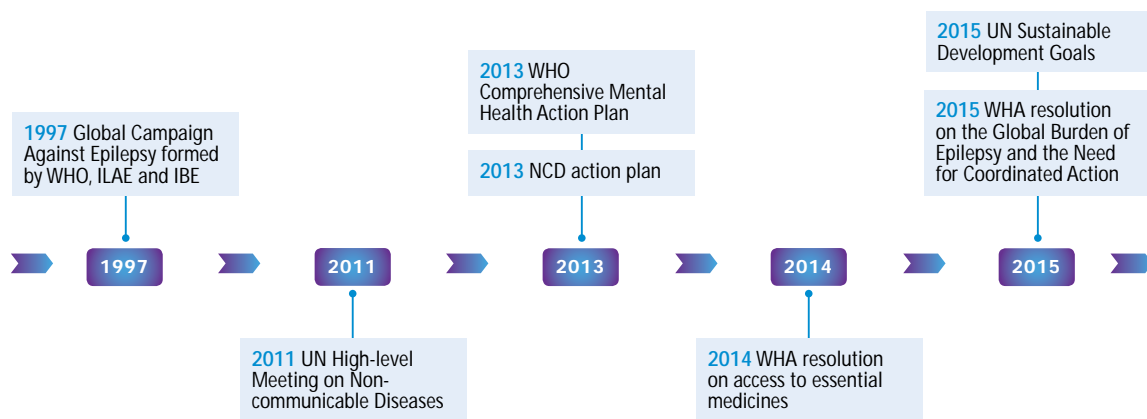 1997 Global Campaign
Against Epilepsy formed
by WHO, ILAE and IBE
2013 WHO
Comprehensive Mental
Health Action Plan
2013 NCD action plan
2015 UN Sustainable
Development Goals
2015 WHA resolution
on the Global Burden of
Epilepsy and the Need
for Coordinated Action
1997
2011
2013
2014
2015
2011 UN High-level
Meeting on Non-
communicable Diseases
2014 WHA resolution
on access to essential
medicines